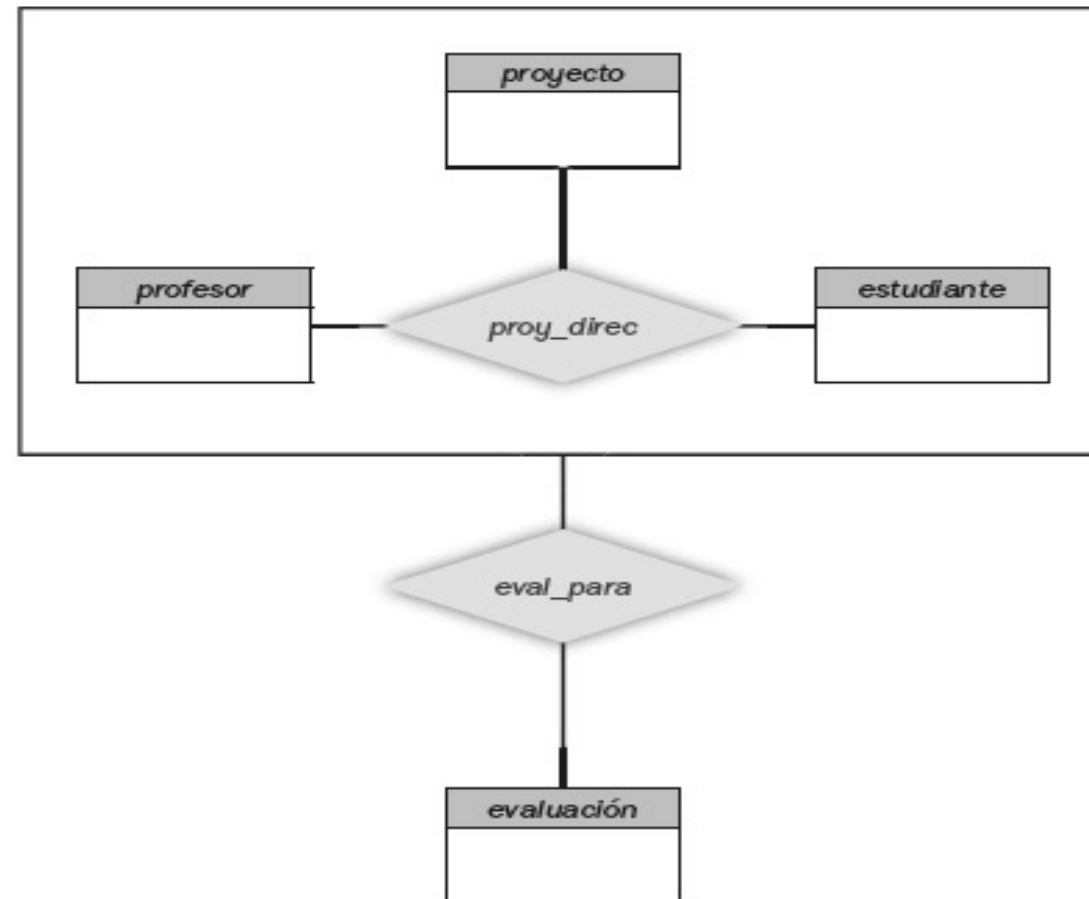 proyecto
profesor
estudiante
proy_direc
eval_para
evaluación